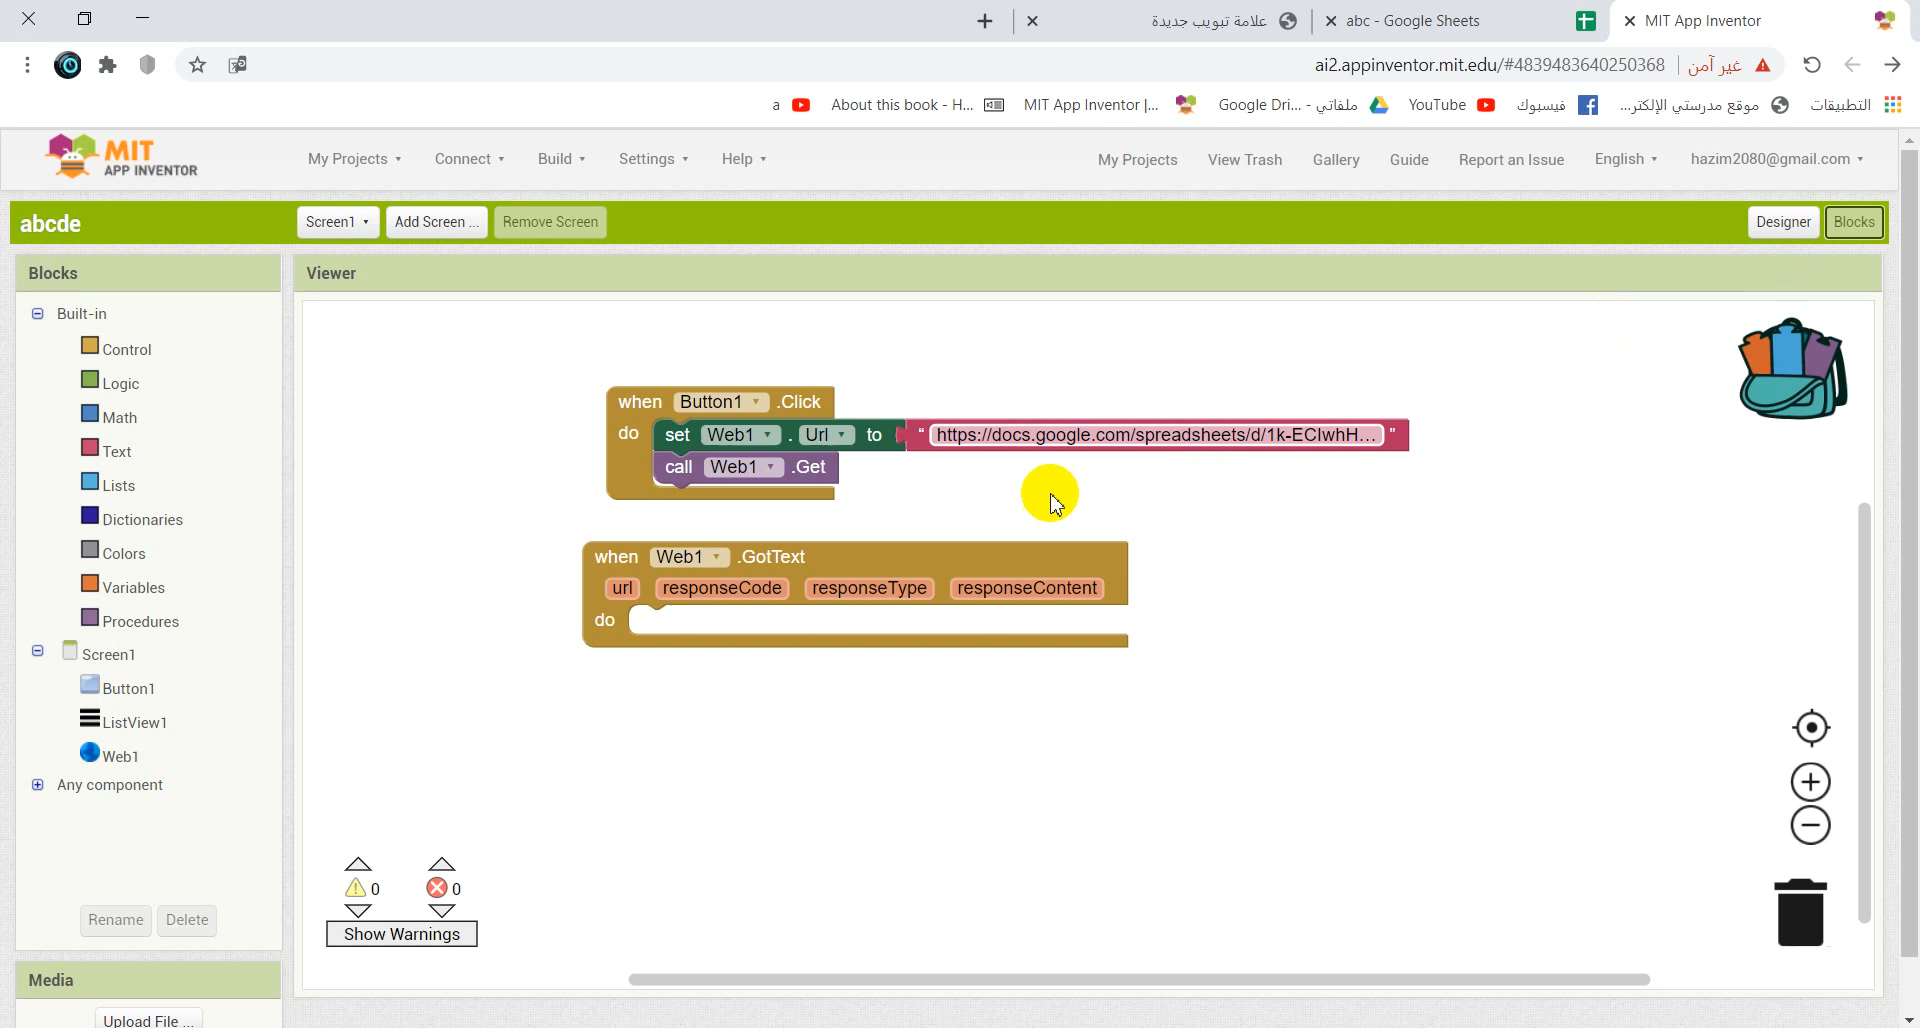 علامة تبويب جديدة
abc - Google Sheets
MIT App Inventor
ai2.appinventor.mit.edu/#4839483640250368
غير آمن
a
About this book - H...
MIT App Inventor |...
Google Dri... - ملفاتي
YouTube
فيسبوك
موقع مدرستي الإلكتر...
التطبيقات
MIT
APP INVENTOR
My Projects
Connect
Build
Settings
Help
My Projects
View Trash
Gallery
Guide
Report an Issue
English
hazim2080@gmail.com
abcde
Screen1
Add Screen ...
Remove Screen
Designer
Blocks
Blocks
Viewer
Built-in
Control
Logic
Math
Text
Lists
Dictionaries
Colors
Variables
Procedures
Screen1
Button1
ListView1
Web1
Any component
Rename
Delete
Media
Upload File ...
when Button1 .Click
do set Web1 . Url to “ https://docs.google.com/spreadsheets/d/1k-ECIwhH... ”
call Web1 .Get
when Web1 .GotText
url responseCode responseType responseContent
do
0
0
Show Warnings